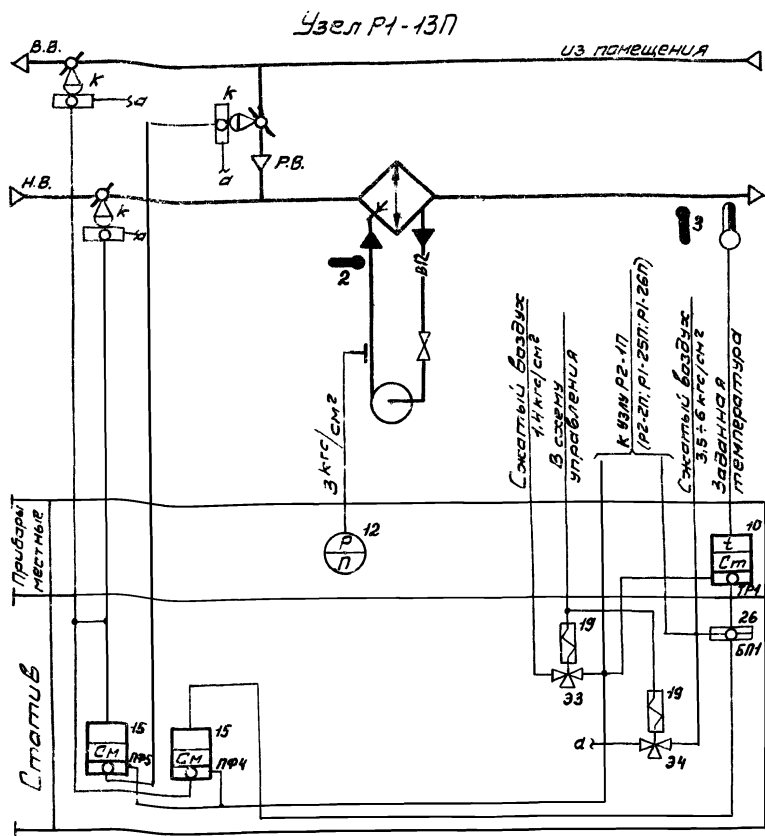 Узел Р1-13П
В.В.
из помещения
к
а
к
а
Р.В.
Н.В.
к
а
2
ВП
3
Сжатый воздух
1,4 кгс/см²
В схему
управления
К узлу Р2-1П
(Р2-2П; Р1-25П; Р1-26П)
Сжатый воздух
3,5÷6 кгс/см²
Заданная
температура
3 кгс/см²
Приборы
местные
12
Р
П
10
t
Ст
ТР1
26
БП1
19
ЭЗ
19
Э4
а
Статив
15
См
ПФ5
15
См
ПФ4